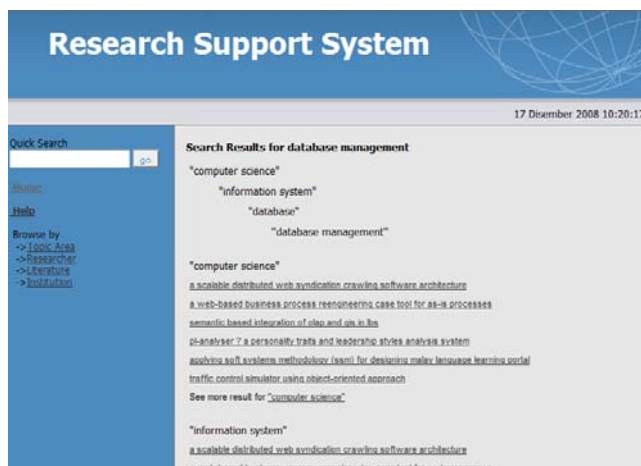 Research Support System
17 Disember 2008 10:20:17
Quick Search
go
Home
Help
Browse by
->Topic Area
->Researcher
->Literature
->Institution
Search Results for database management
"computer science"
"information system"
"database"
"database management"
"computer science"
a scalable distributed web syndication crawling software architecture
a web-based business process reengineering case tool for as-is processes
semantic based integration of olap and gis in lbs
pl-analyser ? a personality traits and leadership styles analysis system
applying soft systems methodology (ssm) for designing malay language learning portal
traffic control simulator using object-oriented approach
See more result for "computer science"
"information system"
a scalable distributed web syndication crawling software architecture